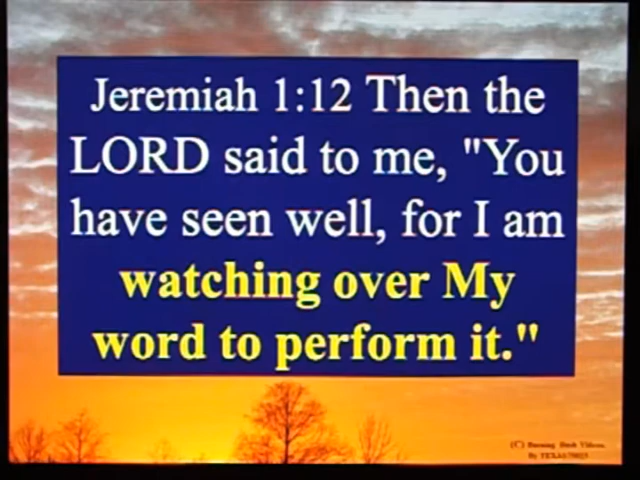 Jeremiah 1:12 Then the
LORD said to me, "You
have seen well, for I am
watching over My
word to perform it."
(C)
By